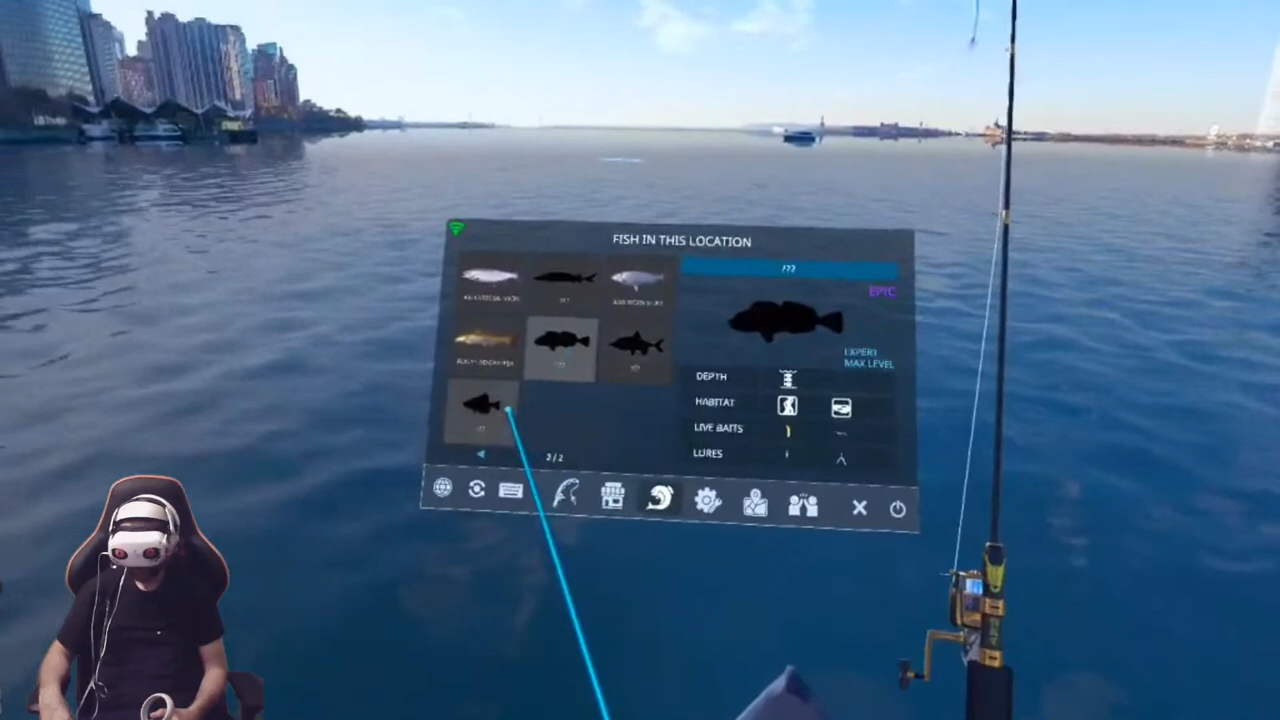 FISH IN THIS LOCATION
???
EPIC
EXPERT
MAX LEVEL
DEPTH
HABITAT
LIVE BAITS
LURES
???
???
???
???
2/2